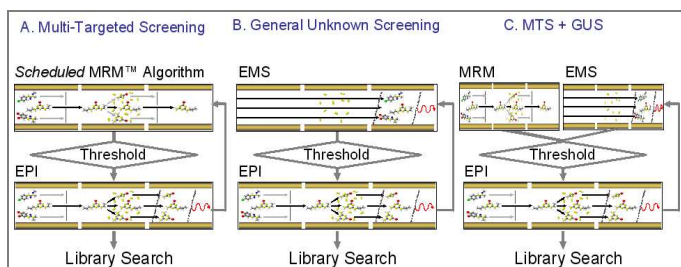 A. Multi-Targeted Screening
B. General Unknown Screening
C. MTS + GUS
Scheduled MRM™ Algorithm
EMS
MRM
EMS
Threshold
Threshold
Threshold
EPI
EPI
EPI
Library Search
Library Search
Library Search